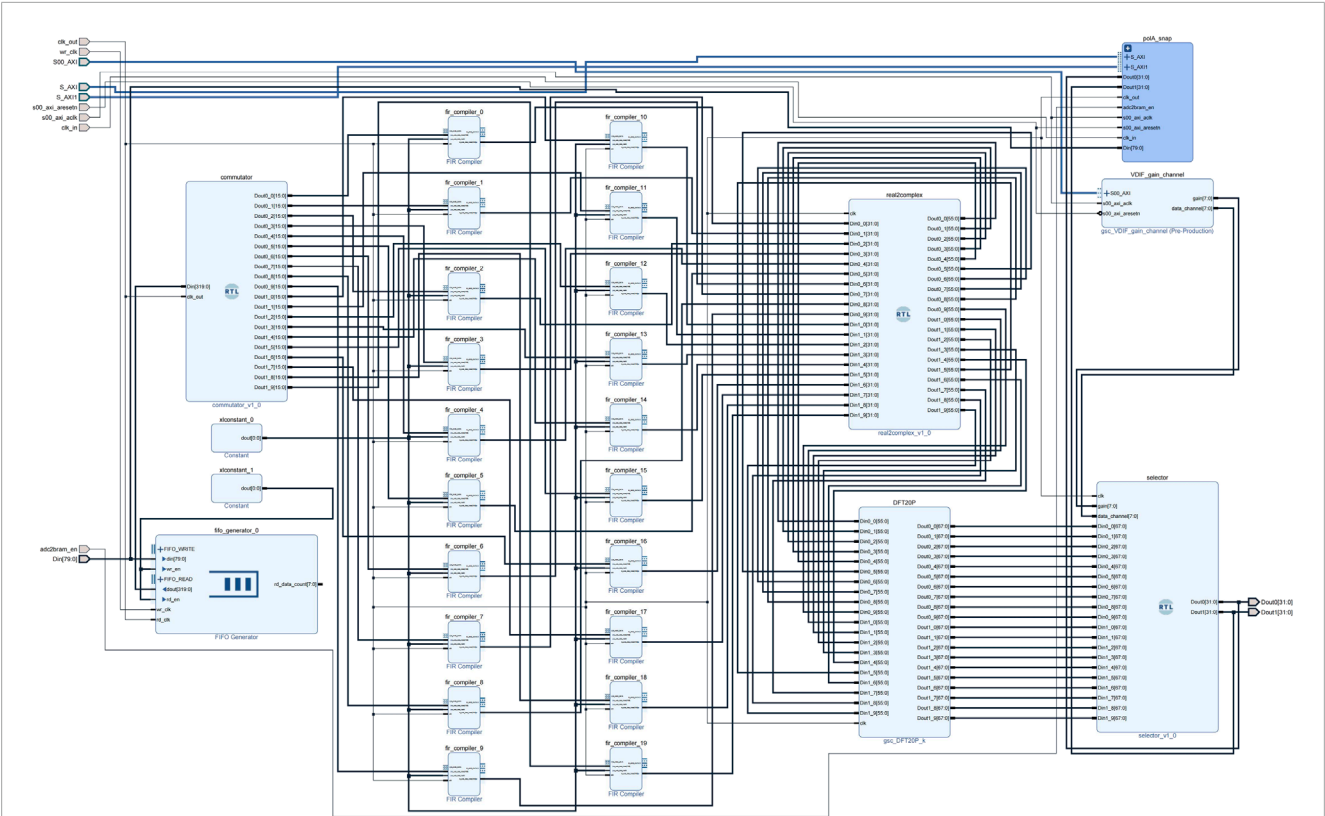 clk_out
wr_clk
S00_AXI
S_AXI
S_AXI1
s00_axi_aresetn
s00_axi_aclk
clk_in
commutator
Din[319:0]
clk_out
Dout0_0[15:0]
Dout0_1[15:0]
Dout0_2[15:0]
Dout0_3[15:0]
Dout0_4[15:0]
Dout0_5[15:0]
Dout0_6[15:0]
Dout0_7[15:0]
Dout0_8[15:0]
Dout0_9[15:0]
Dout1_0[15:0]
Dout1_1[15:0]
Dout1_2[15:0]
Dout1_3[15:0]
Dout1_4[15:0]
Dout1_5[15:0]
Dout1_6[15:0]
Dout1_7[15:0]
Dout1_8[15:0]
Dout1_9[15:0]
RTL
commutator_v1_0
xlconstant_0
dout[0:0]
Constant
xlconstant_1
dout[0:0]
Constant
adc2bram_en
Din[79:0]
fifo_generator_0
FIFO_WRITE
din[79:0]
wr_en
FIFO_READ
dout[319:0]
rd_en
wr_clk
rd_clk
rd_data_count[7:0]
FIFO Generator
fir_compiler_0
FIR Compiler
fir_compiler_1
FIR Compiler
fir_compiler_2
FIR Compiler
fir_compiler_3
FIR Compiler
fir_compiler_4
FIR Compiler
fir_compiler_5
FIR Compiler
fir_compiler_6
FIR Compiler
fir_compiler_7
FIR Compiler
fir_compiler_8
FIR Compiler
fir_compiler_9
FIR Compiler
fir_compiler_10
FIR Compiler
fir_compiler_11
FIR Compiler
fir_compiler_12
FIR Compiler
fir_compiler_13
FIR Compiler
fir_compiler_14
FIR Compiler
fir_compiler_15
FIR Compiler
fir_compiler_16
FIR Compiler
fir_compiler_17
FIR Compiler
fir_compiler_18
FIR Compiler
fir_compiler_19
FIR Compiler
real2complex
clk
Din0_0[31:0]
Din0_1[31:0]
Din0_2[31:0]
Din0_3[31:0]
Din0_4[31:0]
Din0_5[31:0]
Din0_6[31:0]
Din0_7[31:0]
Din0_8[31:0]
Din0_9[31:0]
Din1_0[31:0]
Din1_1[31:0]
Din1_2[31:0]
Din1_3[31:0]
Din1_4[31:0]
Din1_5[31:0]
Din1_6[31:0]
Din1_7[31:0]
Din1_8[31:0]
Din1_9[31:0]
RTL
Dout0_0[55:0]
Dout0_1[55:0]
Dout0_2[55:0]
Dout0_3[55:0]
Dout0_4[55:0]
Dout0_5[55:0]
Dout0_6[55:0]
Dout0_7[55:0]
Dout0_8[55:0]
Dout0_9[55:0]
Dout1_0[55:0]
Dout1_1[55:0]
Dout1_2[55:0]
Dout1_3[55:0]
Dout1_4[55:0]
Dout1_5[55:0]
Dout1_6[55:0]
Dout1_7[55:0]
Dout1_8[55:0]
Dout1_9[55:0]
real2complex_v1_0
DFT20P
Din0_0[55:0]
Din0_1[55:0]
Din0_2[55:0]
Din0_3[55:0]
Din0_4[55:0]
Din0_5[55:0]
Din0_6[55:0]
Din0_7[55:0]
Din0_8[55:0]
Din0_9[55:0]
Din1_0[55:0]
Din1_1[55:0]
Din1_2[55:0]
Din1_3[55:0]
Din1_4[55:0]
Din1_5[55:0]
Din1_6[55:0]
Din1_7[55:0]
Din1_8[55:0]
Din1_9[55:0]
clk
Dout0_0[67:0]
Dout0_1[67:0]
Dout0_2[67:0]
Dout0_3[67:0]
Dout0_4[67:0]
Dout0_5[67:0]
Dout0_6[67:0]
Dout0_7[67:0]
Dout0_8[67:0]
Dout0_9[67:0]
Dout1_0[67:0]
Dout1_1[67:0]
Dout1_2[67:0]
Dout1_3[67:0]
Dout1_4[67:0]
Dout1_5[67:0]
Dout1_6[67:0]
Dout1_7[67:0]
Dout1_8[67:0]
Dout1_9[67:0]
gsc_DFT20P_k
polA_snap
S_AXI
S_AXI1
Dout0[31:0]
Dout1[31:0]
clk_out
adc2bram_en
s00_axi_aclk
s00_axi_aresetn
clk_in
Din[79:0]
VDIF_gain_channel
S00_AXI
s00_axi_aclk
s00_axi_aresetn
gain[7:0]
data_channel[7:0]
gsc_VDIF_gain_channel (Pre-Production)
selector
clk
gain[7:0]
data_channel[7:0]
Din0_0[67:0]
Din0_1[67:0]
Din0_2[67:0]
Din0_3[67:0]
Din0_4[67:0]
Din0_5[67:0]
Din0_6[67:0]
Din0_7[67:0]
Din0_8[67:0]
Din0_9[67:0]
Din1_0[67:0]
Din1_1[67:0]
Din1_2[67:0]
Din1_3[67:0]
Din1_4[67:0]
Din1_5[67:0]
Din1_6[67:0]
Din1_7[67:0]
Din1_8[67:0]
Din1_9[67:0]
RTL
Dout0[31:0]
Dout1[31:0]
selector_v1_0
Dout0[31:0]
Dout1[31:0]